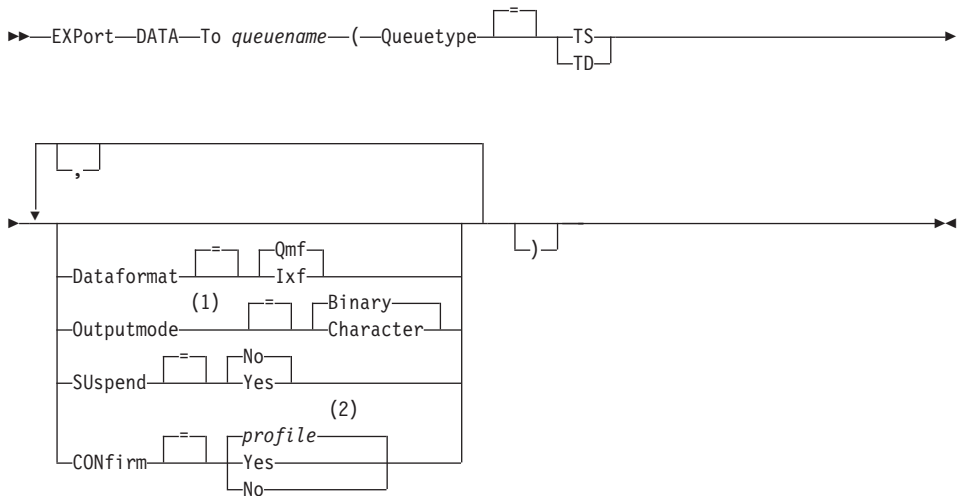 =
EXPort DATA To queuename ( Queuetype TS
TD
,
= Qmf
Dataformat Ixf )
(1)
= Binary
Outputmode Character
= No
SUspend Yes
(2)
= profile
CONfirm Yes
No